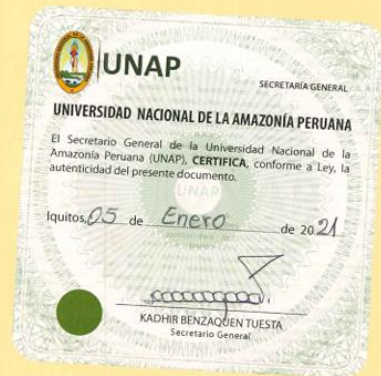 UNAP
SECRETARÍA GENERAL
UNIVERSIDAD NACIONAL DE LA AMAZONÍA PERUANA
El Secretario General de la Universidad Nacional de la
Amazonía Peruana (UNAP), CERTIFICA, conforme a Ley, la
autenticidad del presente documento.
UNAP
Iquitos, 05 de Enero de 2021
KADHIR BENZAQUEN TUESTA
Secretario General